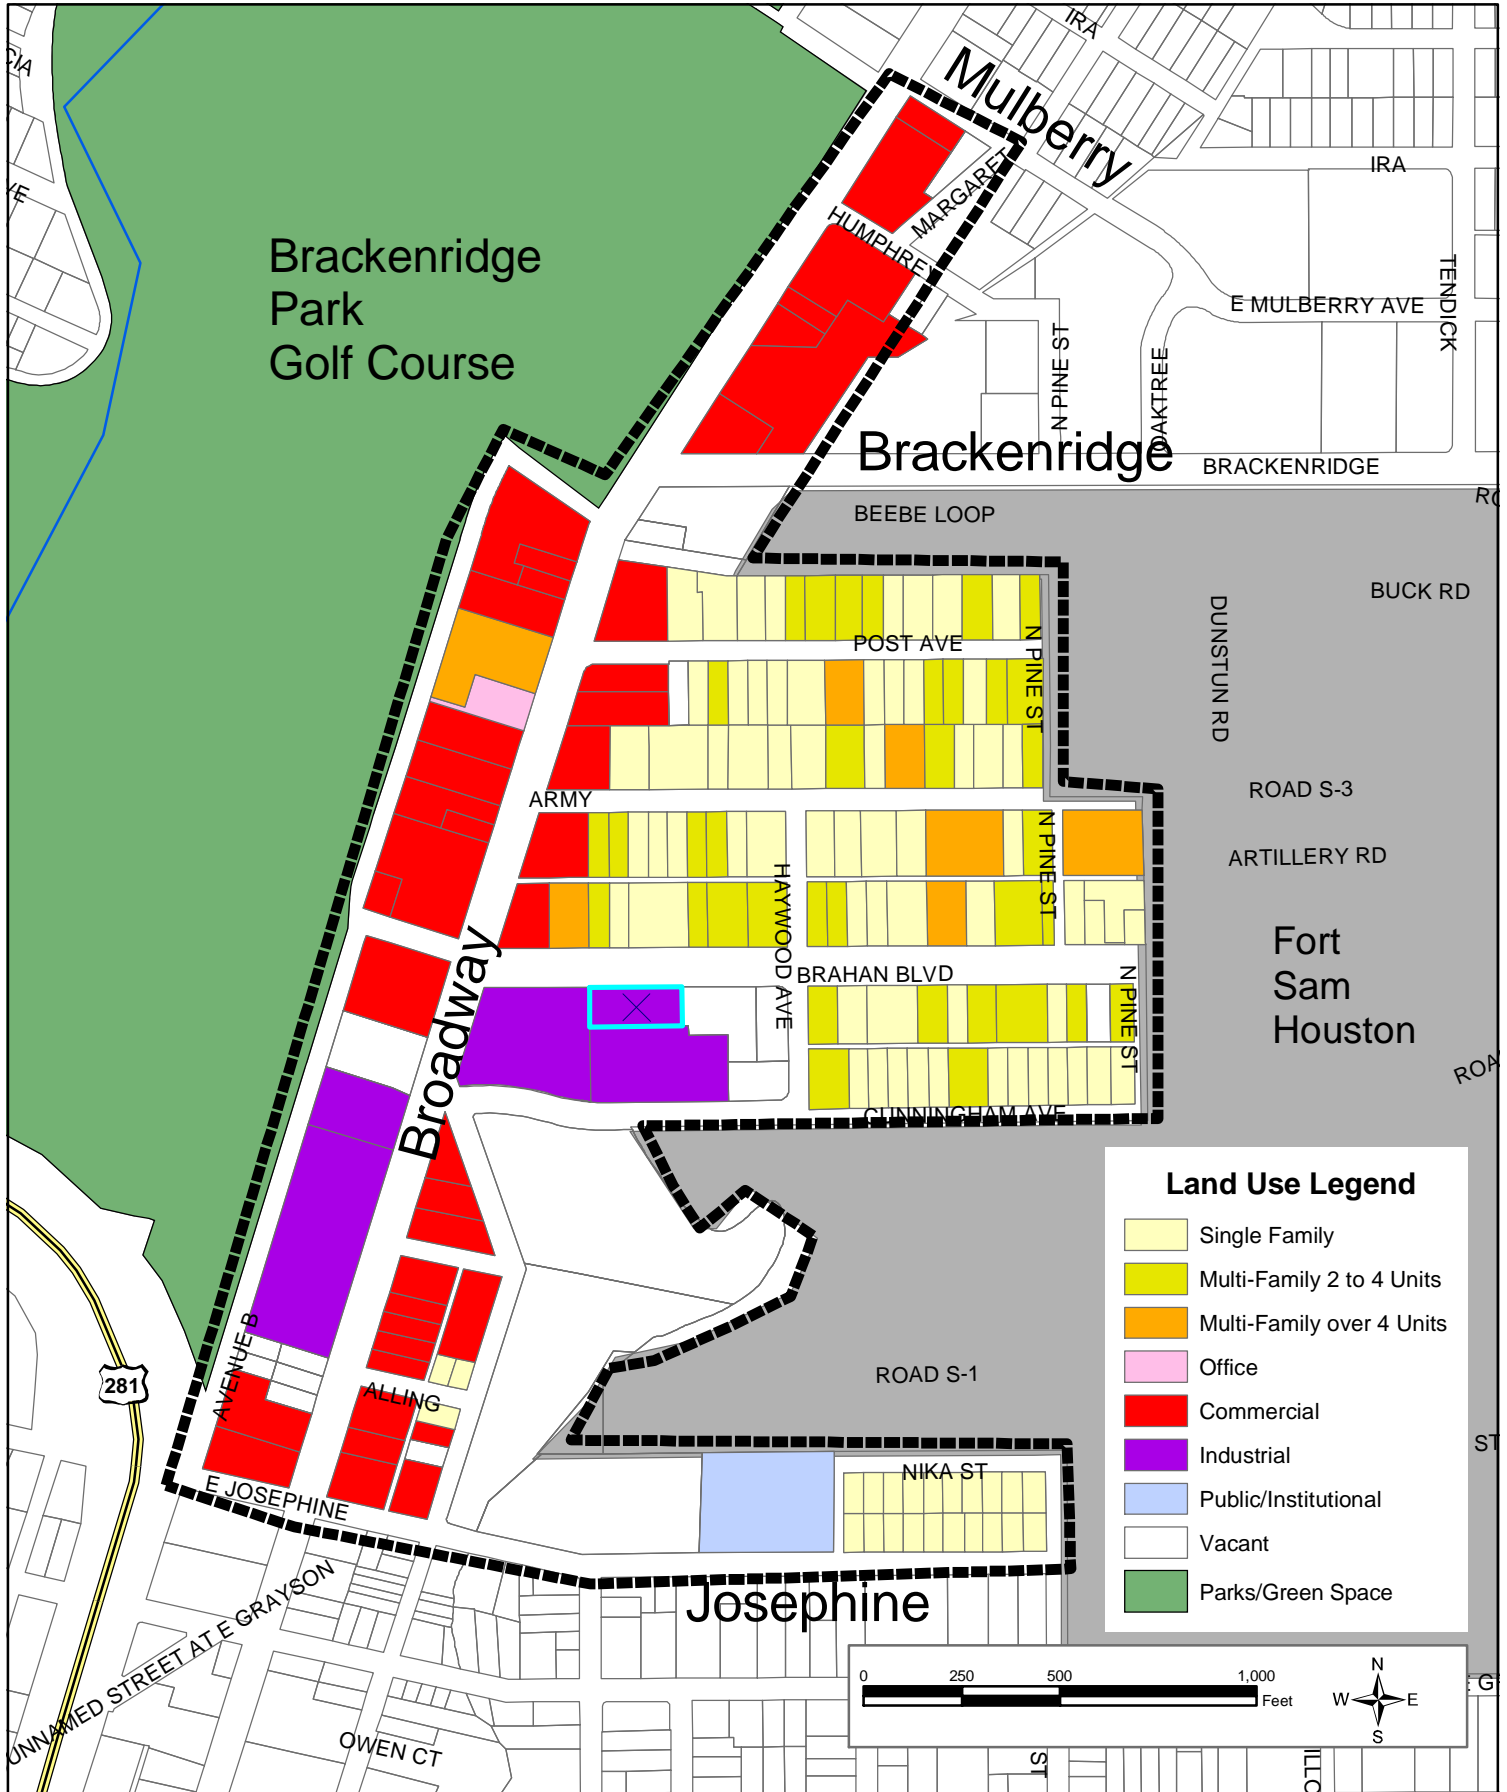 IRA
CIA
Mulberry
IRA
MARGARET
HUMPHREY
Brackenridge
Park
Golf Course
TENDICK
E MULBERRY AVE
N PINE ST
OAKTREE
Brackenridge
BRACKENRIDGE
BEEBE LOOP
BUCK RD
DUNSTUN RD
POST AVE
N PINE ST
ROAD S-3
ARMY
N PINE ST
ARTILLERY RD
HAYWOOD AVE
Fort
Sam
Houston
BRAHAN BLVD
N PINE ST
Broadway
CUNNINGHAM AVE
Land Use Legend
Single Family
Multi-Family 2 to 4 Units
Multi-Family over 4 Units
Office
Commercial
Industrial
Public/Institutional
Vacant
Parks/Green Space
AVENUE B
281
ROAD S-1
ALLING
ST
NIKA ST
E JOSEPHINE
Josephine
UNNAMED STREET AT E GRAYSON
OWEN CT
0 250 500 1,000
Feet
N
W E
S
ST